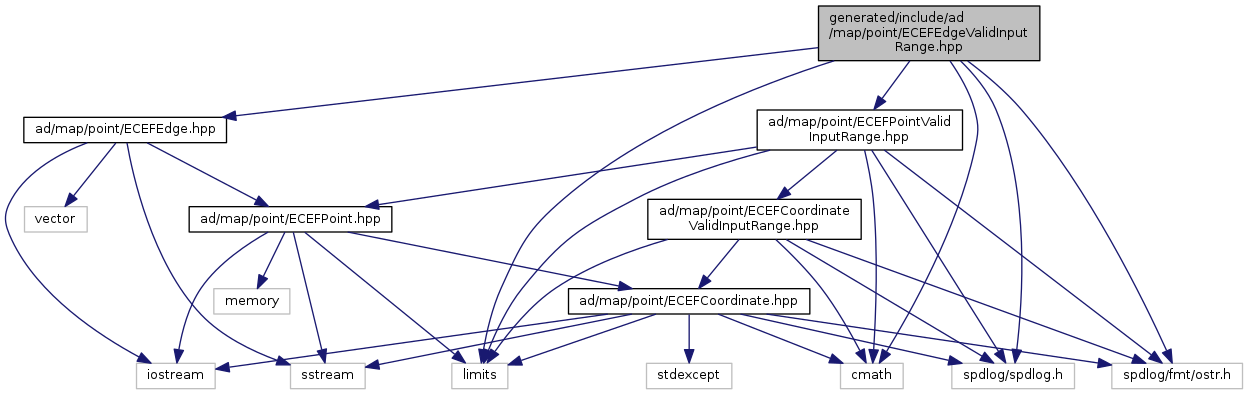 generated/include/ad
/map/point/ECEFEdgeValidInput
Range.hpp
ad/map/point/ECEFEdge.hpp
ad/map/point/ECEFPointValid
InputRange.hpp
vector
ad/map/point/ECEFPoint.hpp
ad/map/point/ECEFCoordinate
ValidInputRange.hpp
memory
ad/map/point/ECEFCoordinate.hpp
iostream
sstream
limits
stdexcept
cmath
spdlog/spdlog.h
spdlog/fmt/ostr.h